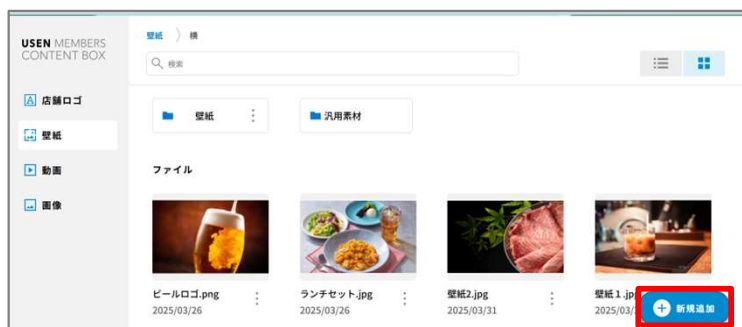 USEN MEMBERS
CONTENT BOX
壁紙 〉 横
検索
店舗ロゴ
壁紙
動画
画像
壁紙
汎用素材
ファイル
ビールロゴ.png
2025/03/26
ランチセット.jpg
2025/03/26
壁紙2.jpg
2025/03/31
壁紙１.jp
2025/03/
新規追加